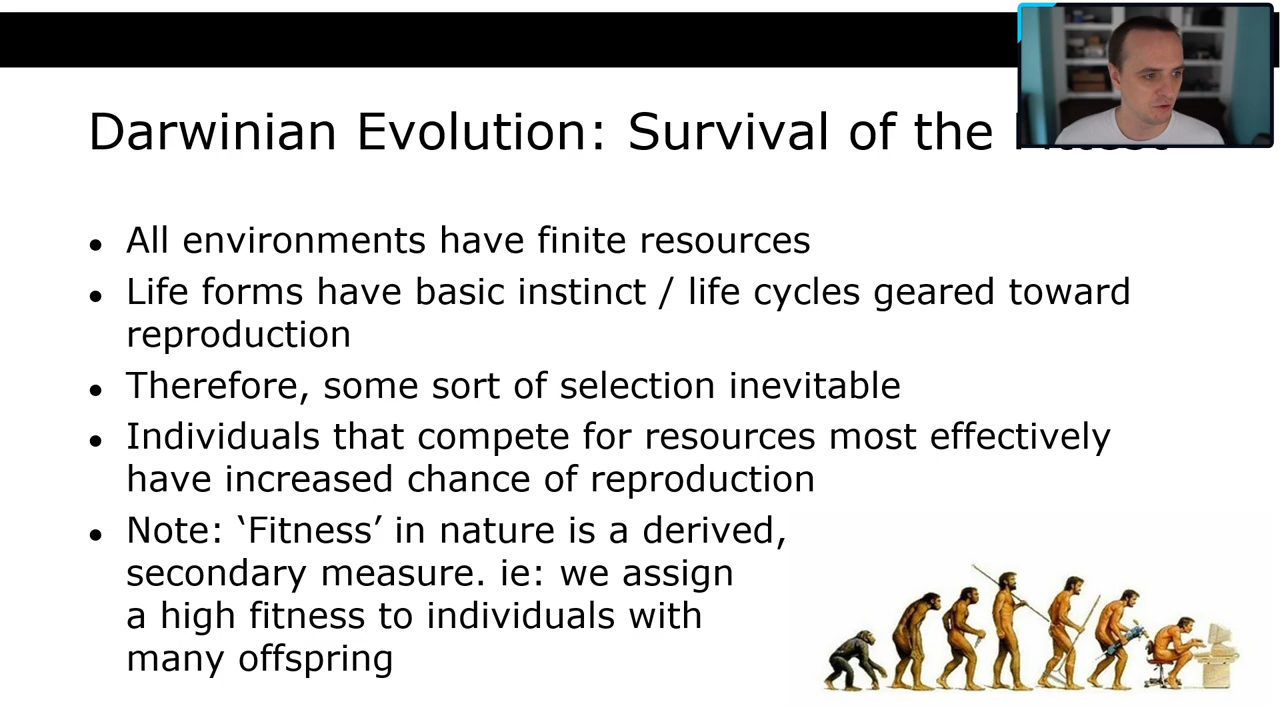 Darwinian Evolution: Survival of the
• All environments have finite resources
• Life forms have basic instinct / life cycles geared toward
reproduction
• Therefore, some sort of selection inevitable
• Individuals that compete for resources most effectively
have increased chance of reproduction
• Note: ‘Fitness’ in nature is a derived,
secondary measure. ie: we assign
a high fitness to individuals with
many offspring